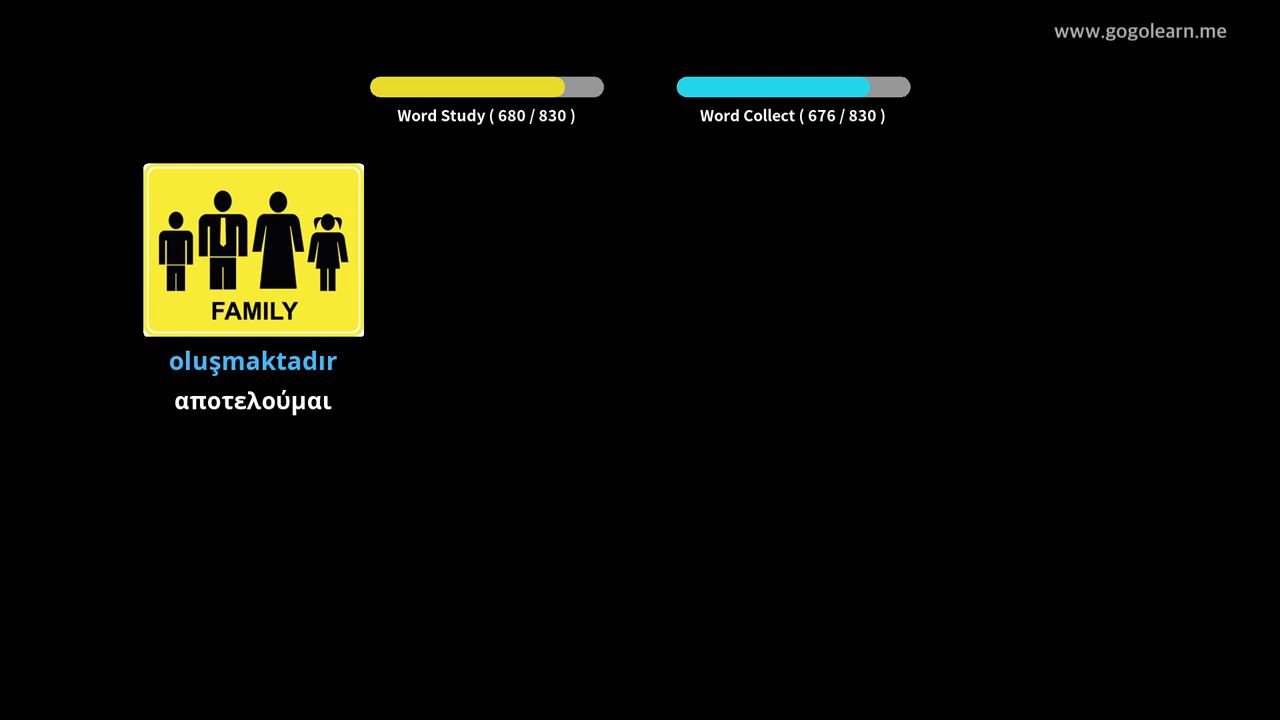 www.gogolearn.me
Word Study ( 680 / 830 )
Word Collect ( 676 / 830 )
FAMILY
oluşmaktadır
αποτελούμαι